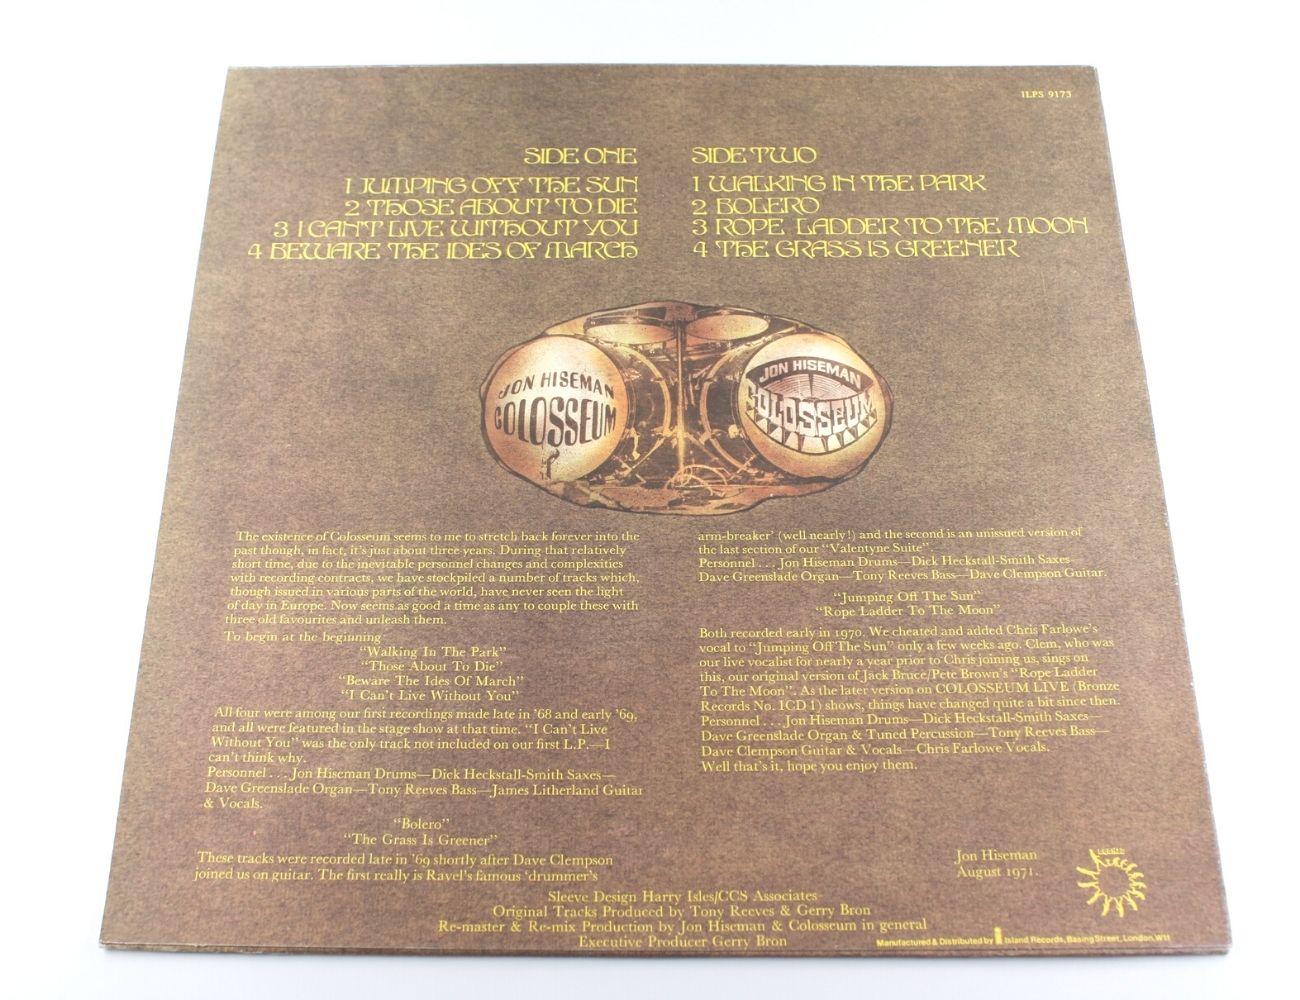 ILPS 9173
SIDE ONE
1 JUMPING OFF THE SUN
2 THOSE ABOUT TO DIE
3 I CAN'T LIVE WITHOUT YOU
4 BEWARE THE IDES OF MARCH
SIDE TWO
1 WALKING IN THE PARK
2 BOLERO
3 ROPE LADDER TO THE MOON
4 THE GRASS IS GREENER
JON HISEMAN
COLOSSEUM
JON HISEMAN
COLOSSEUM
The existence of Colosseum seems to me to stretch back forever into the
past though, in fact, it's just about three years. During that relatively
short time, due to the inevitable personnel changes and complexities
with recording contracts, we have stockpiled a number of tracks which,
though issued in various parts of the world, have never seen the light
of day in Europe. Now seems as good a time as any to couple these with
three old favourites and unleash them.
To begin at the beginning
"Walking In The Park"
"Those About To Die"
"Beware The Ides Of March"
"I Can't Live Without You"
All four were among our first recordings made late in '68 and early '69,
and all were featured in the stage show at that time. "I Can't Live
Without You" was the only track not included on our first L.P.—I
can't think why.
Personnel . . . Jon Hiseman Drums—Dick Heckstall-Smith Saxes—
Dave Greenslade Organ—Tony Reeves Bass—James Litherland Guitar
& Vocals.
"Bolero"
"The Grass Is Greener"
These tracks were recorded late in '69 shortly after Dave Clempson
joined us on guitar. The first really is Ravel's famous 'drummer's
arm-breaker' (well nearly!) and the second is an unissued version of
the last section of our "Valentyne Suite".
Personnel . . . Jon Hiseman Drums—Dick Heckstall-Smith Saxes—
Dave Greenslade Organ—Tony Reeves Bass—Dave Clempson Guitar.
"Jumping Off The Sun"
"Rope Ladder To The Moon"
Both recorded early in 1970. We cheated and added Chris Farlowe's
vocal to "Jumping Off The Sun" only a few weeks ago. Clem, who was
our live vocalist for nearly a year prior to Chris joining us, sings on
this, our original version of Jack Bruce/Pete Brown's "Rope Ladder
To The Moon". As the later version on COLOSSEUM LIVE (Bronze
Records No. ICD 1) shows, things have changed quite a bit since then.
Personnel . . . Jon Hiseman Drums—Dick Heckstall-Smith Saxes—
Dave Greenslade Organ & Tuned Percussion—Tony Reeves Bass—
Dave Clempson Guitar & Vocals—Chris Farlowe Vocals.
Well that's it, hope you enjoy them.
Jon Hiseman
August 1971.
Sleeve Design Harry Isles/CCS Associates
Original Tracks Produced by Tony Reeves & Gerry Bron
Re-master & Re-mix Production by Jon Hiseman & Colosseum in general
Executive Producer Gerry Bron
Manufactured & Distributed by Island Records, Basing Street, London, W11